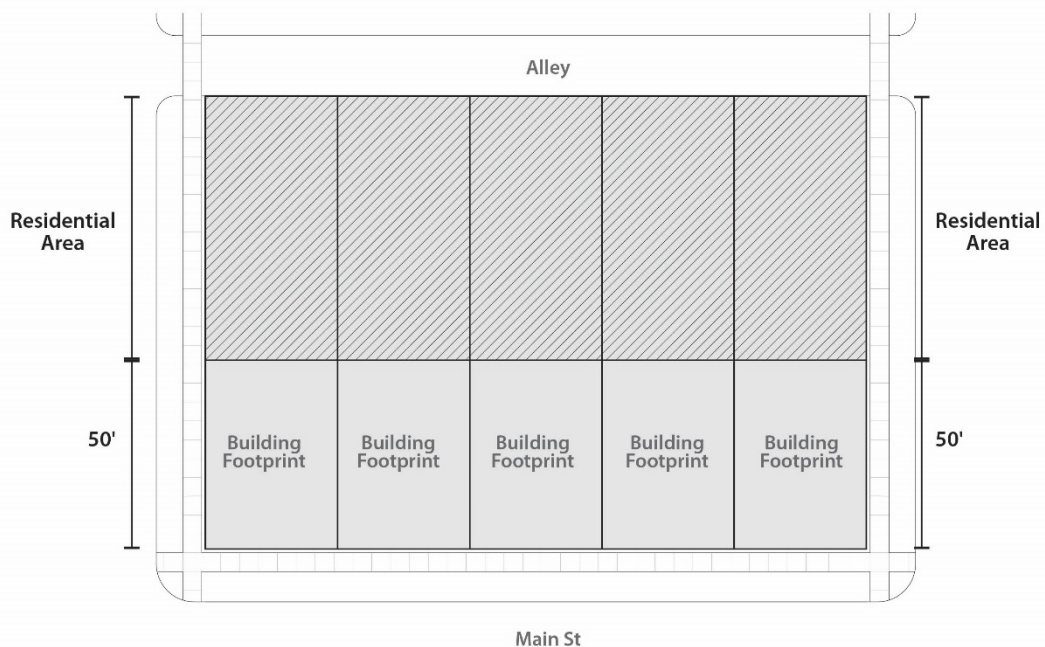 Alley
Residential
Area
Residential
Area
50'
50'
Building
Footprint
Building
Footprint
Building
Footprint
Building
Footprint
Building
Footprint
Main St